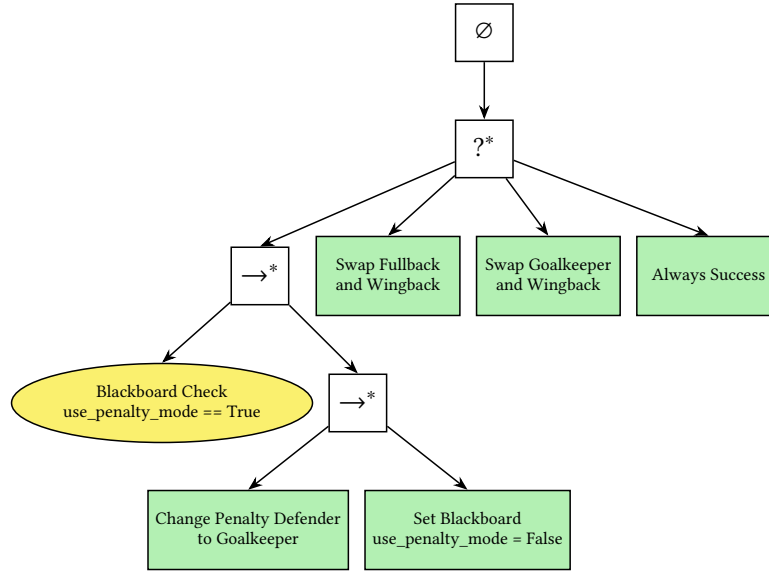 ∅
?*
→*
Swap Fullback
and Wingback
Swap Goalkeeper
and Wingback
Always Success
Blackboard Check
use_penalty_mode == True
→*
Change Penalty Defender
to Goalkeeper
Set Blackboard
use_penalty_mode = False